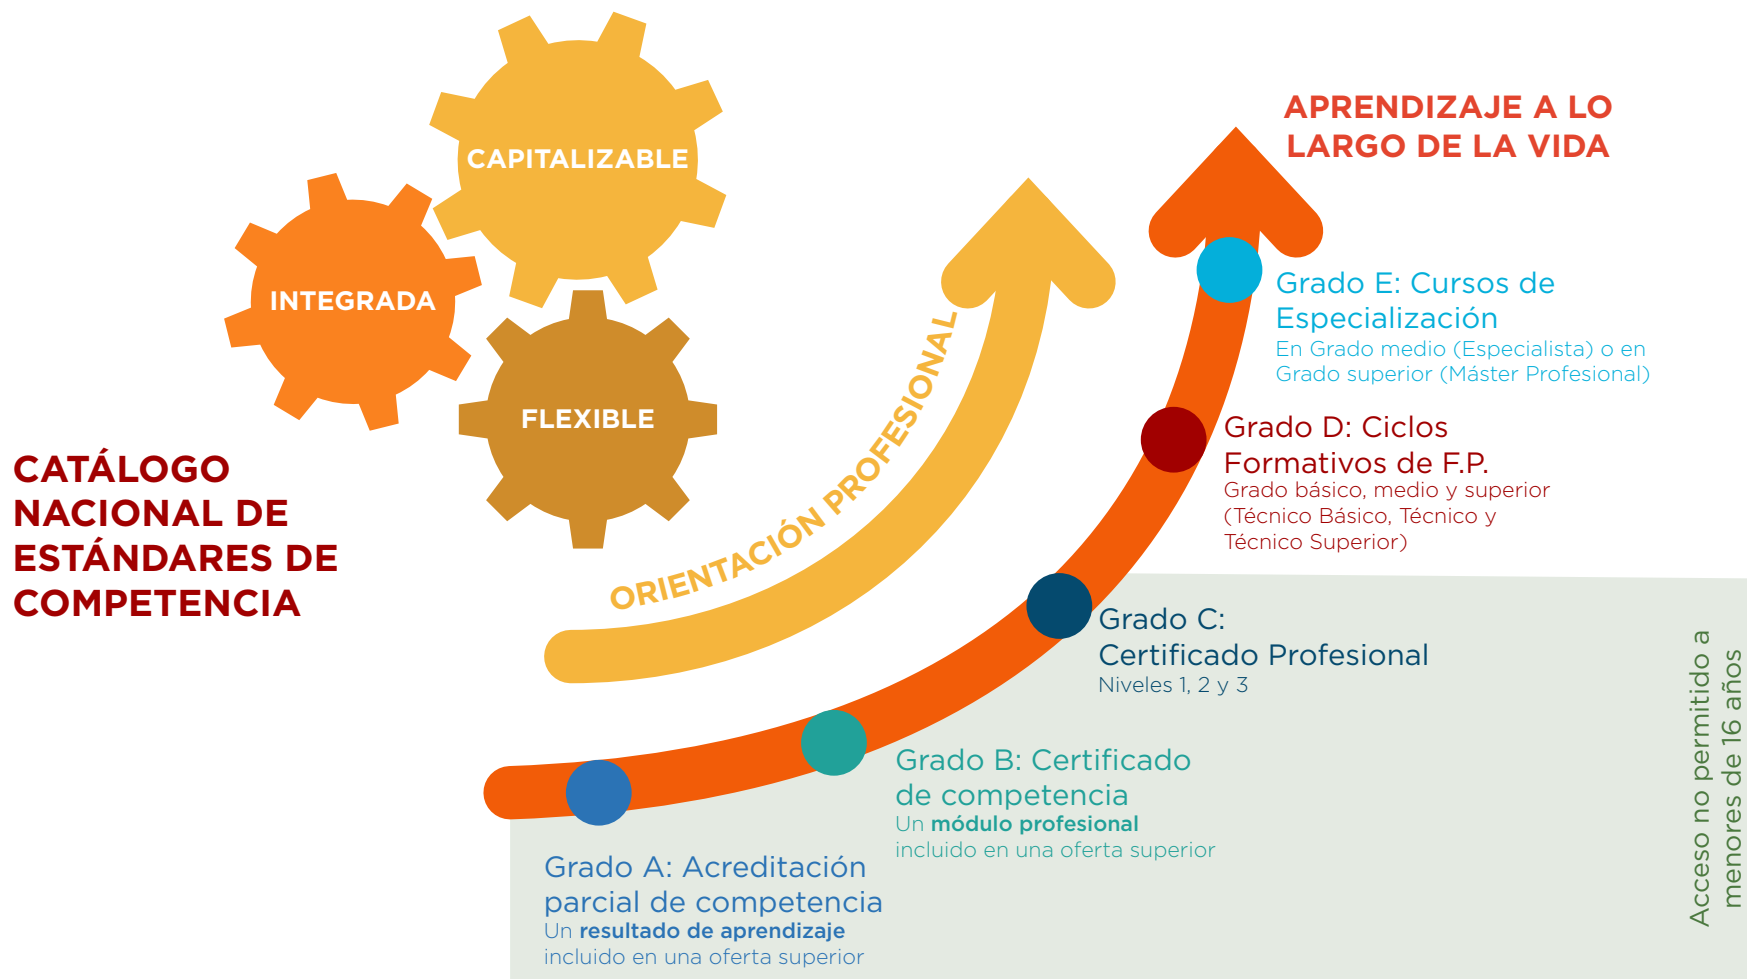 CAPITALIZABLE
INTEGRADA
FLEXIBLE
CATÁLOGO
NACIONAL DE
ESTÁNDARES DE
COMPETENCIA
ORIENTACIÓN PROFESIONAL
APRENDIZAJE A LO
LARGO DE LA VIDA
Grado E: Cursos de
Especialización
En Grado medio (Especialista) o en
Grado superior (Máster Profesional)
Grado D: Ciclos
Formativos de F.P.
Grado básico, medio y superior
(Técnico Básico, Técnico y
Técnico Superior)
Grado C:
Certificado Profesional
Niveles 1, 2 y 3
Grado B: Certificado
de competencia
Un módulo profesional
incluido en una oferta superior
Grado A: Acreditación
parcial de competencia
Un resultado de aprendizaje
incluido en una oferta superior
Acceso no permitido a
menores de 16 años